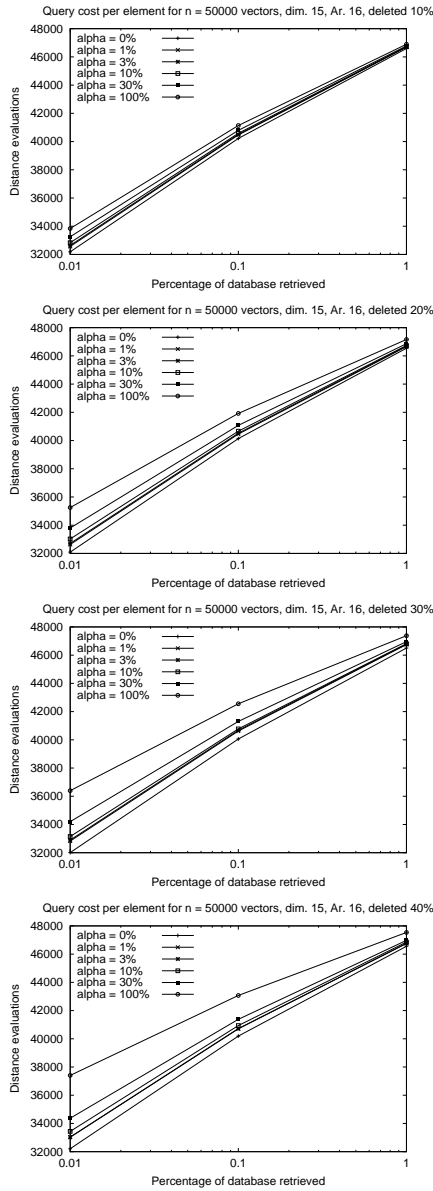 Query cost per element for n = 50000 vectors, dim. 15, Ar. 16, deleted 10%
48000
46000
44000
42000
40000
38000
36000
34000
32000
alpha = 0%
alpha = 1%
alpha = 3%
alpha = 10%
alpha = 30%
alpha = 100%
Distance evaluations
0.01
0.1
1
Percentage of database retrieved
Query cost per element for n = 50000 vectors, dim. 15, Ar. 16, deleted 20%
48000
46000
44000
42000
40000
38000
36000
34000
32000
alpha = 0%
alpha = 1%
alpha = 3%
alpha = 10%
alpha = 30%
alpha = 100%
Distance evaluations
0.01
0.1
1
Percentage of database retrieved
Query cost per element for n = 50000 vectors, dim. 15, Ar. 16, deleted 30%
48000
46000
44000
42000
40000
38000
36000
34000
32000
alpha = 0%
alpha = 1%
alpha = 3%
alpha = 10%
alpha = 30%
alpha = 100%
Distance evaluations
0.01
0.1
1
Percentage of database retrieved
Query cost per element for n = 50000 vectors, dim. 15, Ar. 16, deleted 40%
48000
46000
44000
42000
40000
38000
36000
34000
32000
alpha = 0%
alpha = 1%
alpha = 3%
alpha = 10%
alpha = 30%
alpha = 100%
Distance evaluations
0.01
0.1
1
Percentage of database retrieved